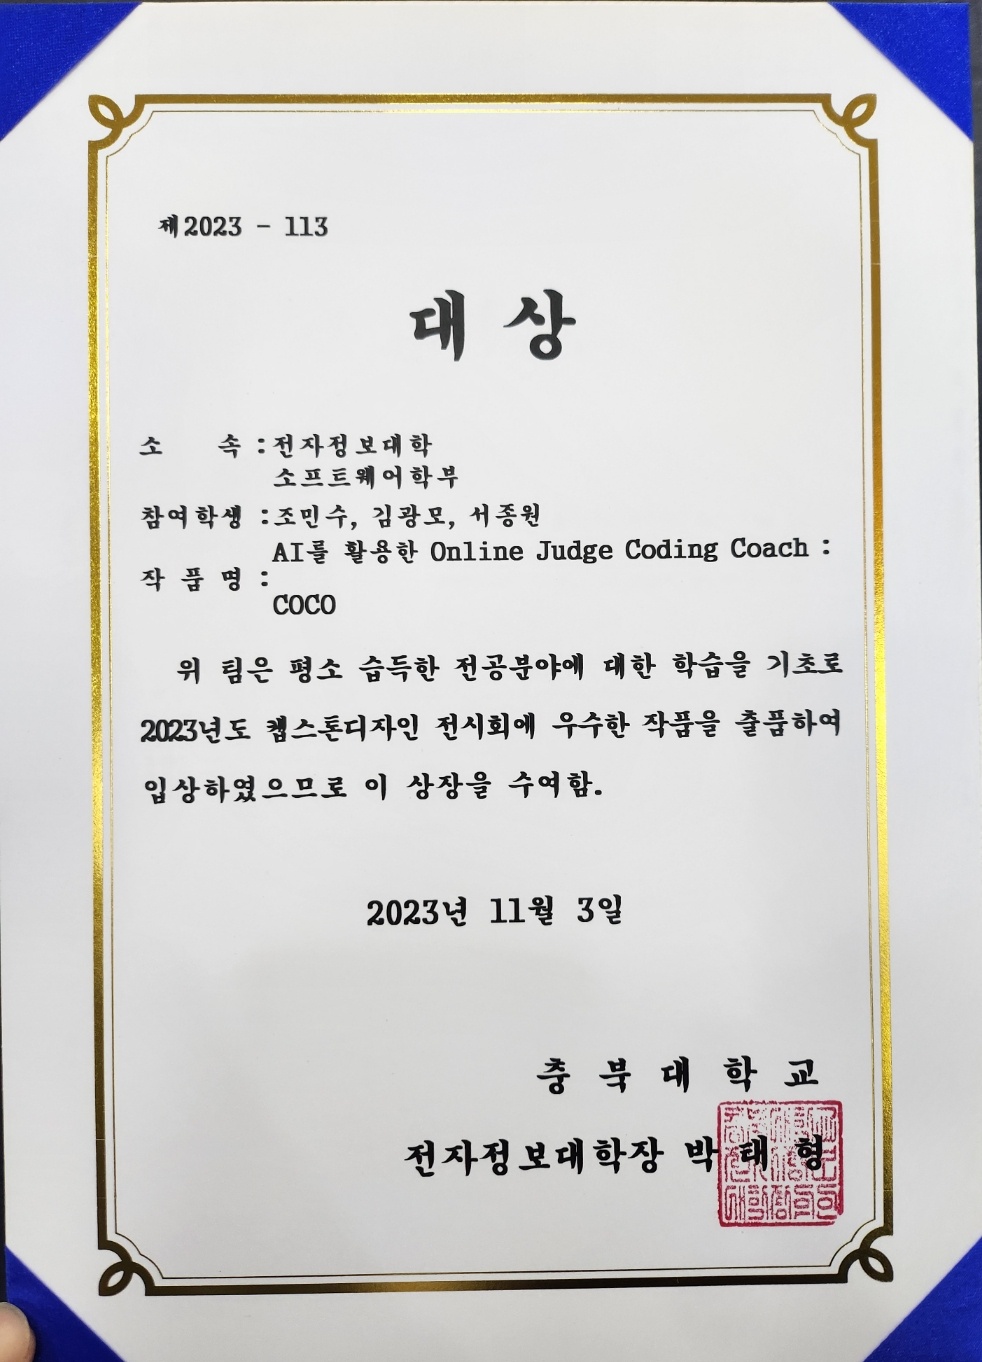 제2023 - 113
대 상
소 속 : 전자정보대학
소프트웨어학부
참여학생 : 조민수, 김광모, 서종원
AI를 활용한 Online Judge Coding Coach :
작 품 명 :
COCO
위 팀은 평소 습득한 전공분야에 대한 학습을 기초로
2023년도 캡스톤디자인 전시회에 우수한 작품을 출품하여
입상하였으므로 이 상장을 수여함.
2023년 11월 3일
충 북 대 학 교
전자정보대학장 박 태 형